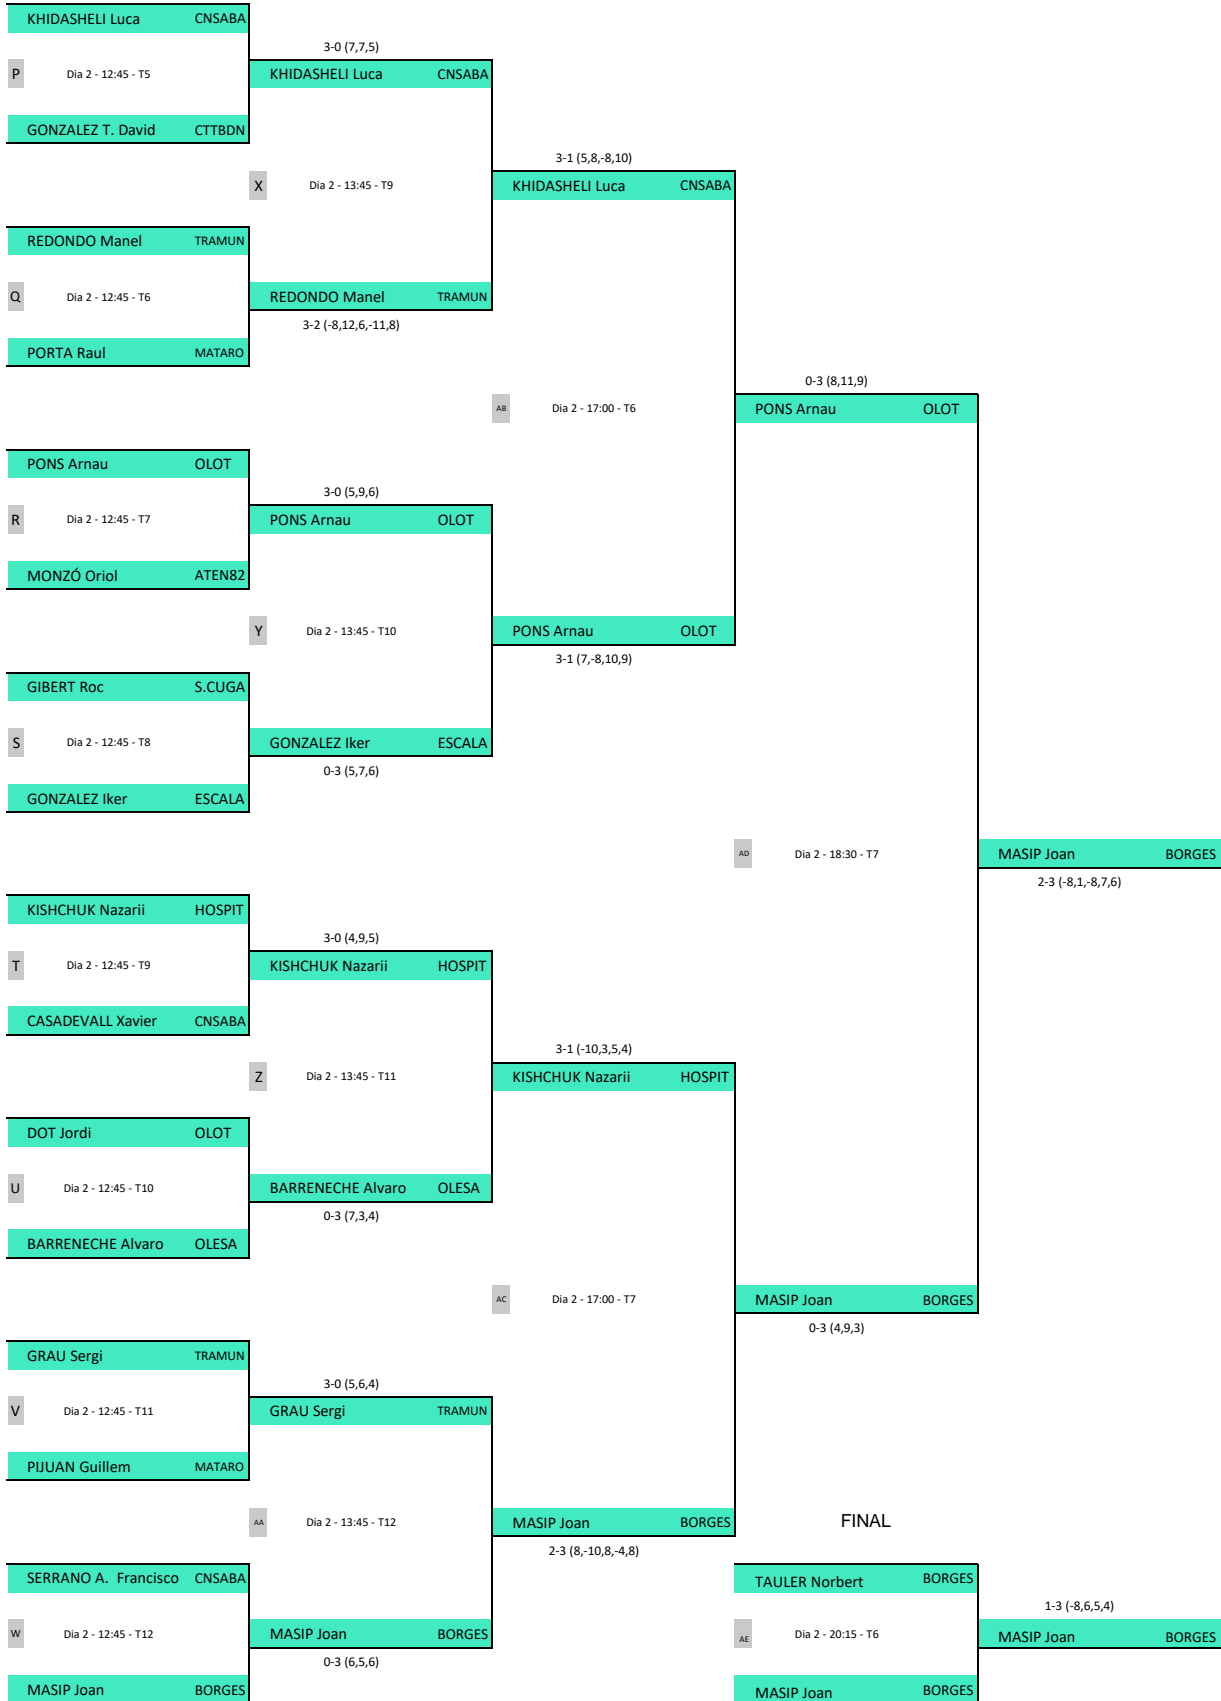 KHIDASHELI Luca CNSABA
3-0 (7,7,5)
P Dia 2 - 12:45 - T5 KHIDASHELI Luca CNSABA
GONZALEZ T. David CTTBDN
3-1 (5,8,-8,10)
X Dia 2 - 13:45 - T9 KHIDASHELI Luca CNSABA
REDONDO Manel TRAMUN
Q Dia 2 - 12:45 - T6 REDONDO Manel TRAMUN
3-2 (-8,12,6,-11,8)
PORTA Raul MATARO
0-3 (8,11,9)
AB Dia 2 - 17:00 - T6 PONS Arnau OLOT
PONS Arnau OLOT
3-0 (5,9,6)
R Dia 2 - 12:45 - T7 PONS Arnau OLOT
MONZÓ Oriol ATEN82
Y Dia 2 - 13:45 - T10 PONS Arnau OLOT
3-1 (7,-8,10,9)
GIBERT Roc S.CUGA
S Dia 2 - 12:45 - T8 GONZALEZ Iker ESCALA
0-3 (5,7,6)
GONZALEZ Iker ESCALA
AD Dia 2 - 18:30 - T7 MASIP Joan BORGES
2-3 (-8,1,-8,7,6)
KISHCHUK Nazarii HOSPIT
3-0 (4,9,5)
T Dia 2 - 12:45 - T9 KISHCHUK Nazarii HOSPIT
CASADEVALL Xavier CNSABA
3-1 (-10,3,5,4)
Z Dia 2 - 13:45 - T11 KISHCHUK Nazarii HOSPIT
DOT Jordi OLOT
U Dia 2 - 12:45 - T10 BARRENECHE Alvaro OLESA
0-3 (7,3,4)
BARRENECHE Alvaro OLESA
AC Dia 2 - 17:00 - T7 MASIP Joan BORGES
0-3 (4,9,3)
GRAU Sergi TRAMUN
3-0 (5,6,4)
V Dia 2 - 12:45 - T11 GRAU Sergi TRAMUN
PIJUAN Guillem MATARO
AA Dia 2 - 13:45 - T12 MASIP Joan BORGES FINAL
2-3 (8,-10,8,-4,8)
SERRANO A. Francisco CNSABA TAULER Norbert BORGES
1-3 (-8,6,5,4)
W Dia 2 - 12:45 - T12 MASIP Joan BORGES AE Dia 2 - 20:15 - T6 MASIP Joan BORGES
0-3 (6,5,6)
MASIP Joan BORGES MASIP Joan BORGES